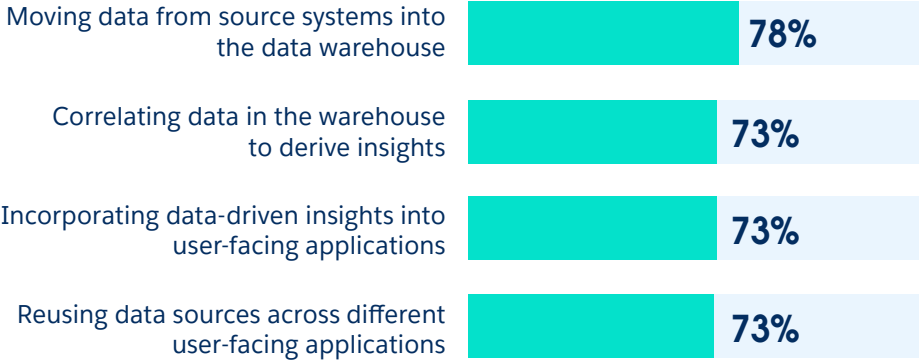 Moving data from source systems into
the data warehouse
78%
Correlating data in the warehouse
to derive insights
73%
Incorporating data-driven insights into
user-facing applications
73%
Reusing data sources across different
user-facing applications
73%